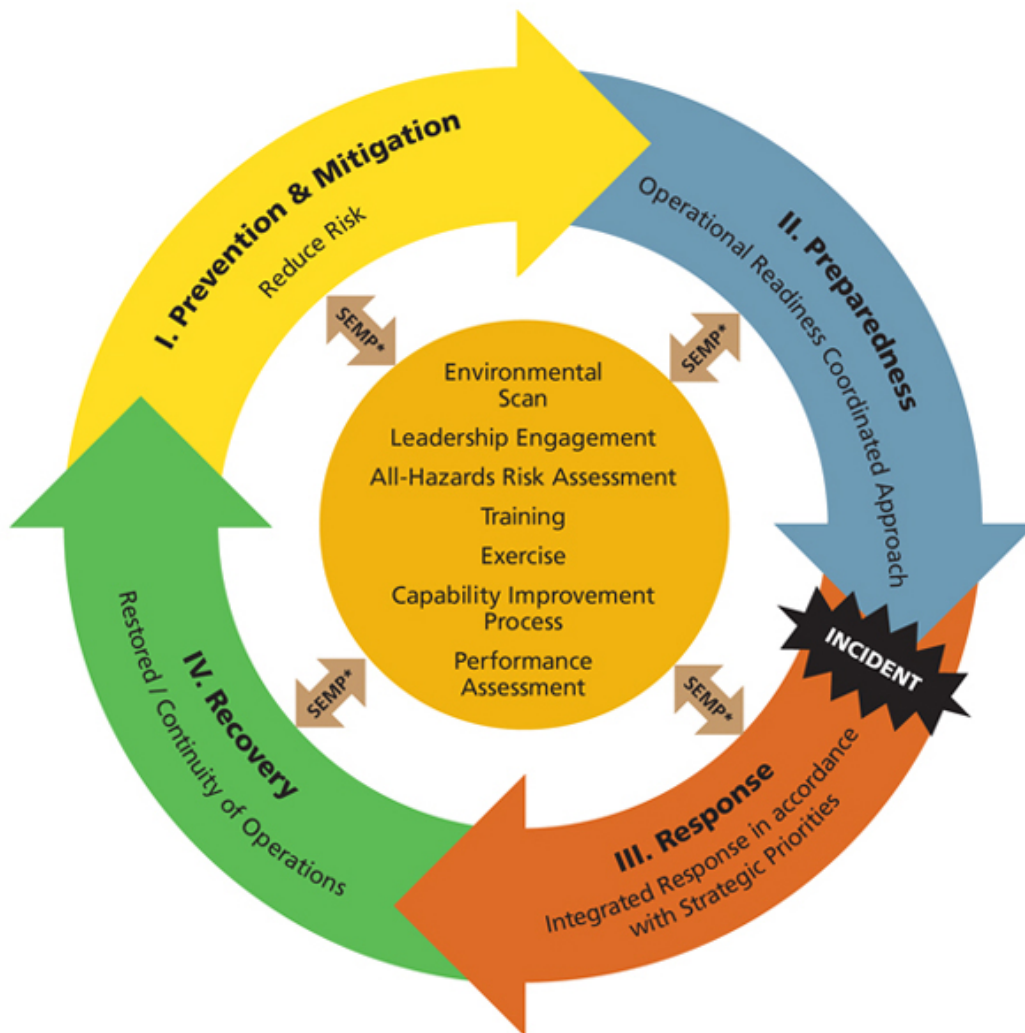 I. Prevention & Mitigation
Reduce Risk
II. Preparedness
Operational Readiness Coordinated Approach
INCIDENT
III. Response
Integrated Response in accordance
with Strategic Priorities
IV. Recovery
Restored / Continuity of Operations
SEMP*
SEMP*
SEMP*
SEMP*
Environmental
Scan
Leadership Engagement
All-Hazards Risk Assessment
Training
Exercise
Capability Improvement
Process
Performance
Assessment